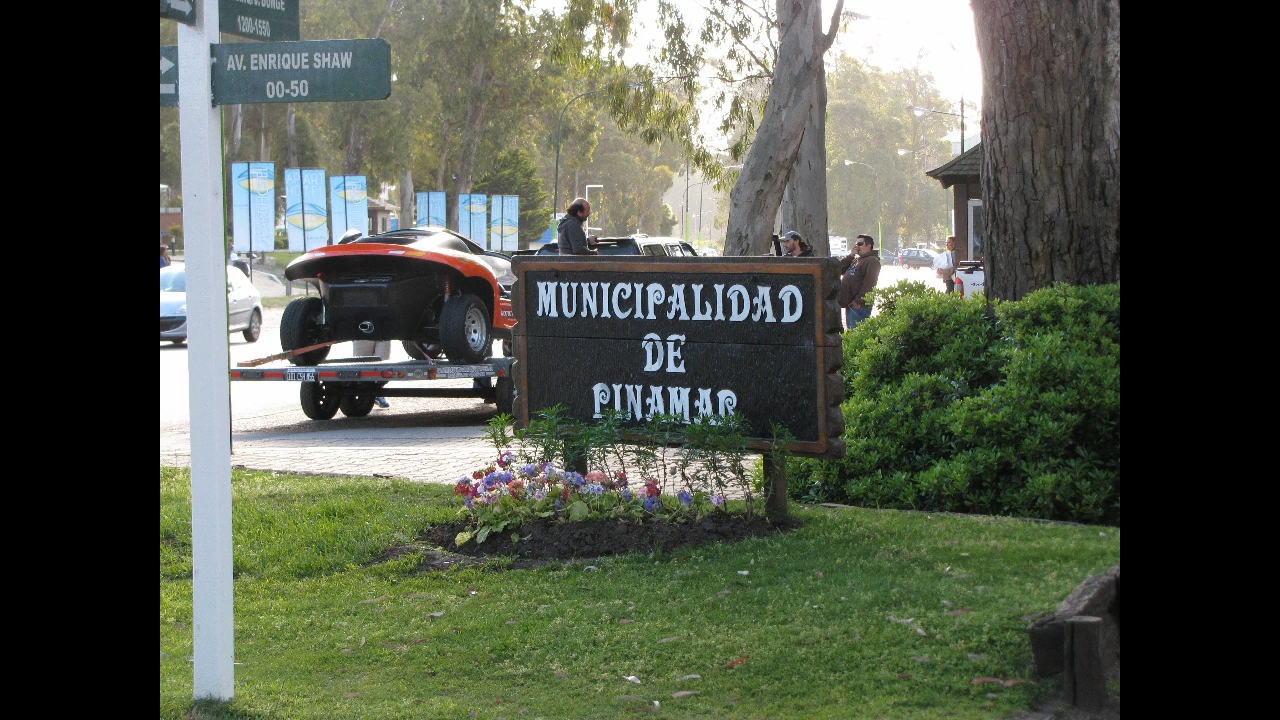 1200-1550
AV. ENRIQUE SHAW
00-50
MUNICIPALIDAD
DE
PINAMAR